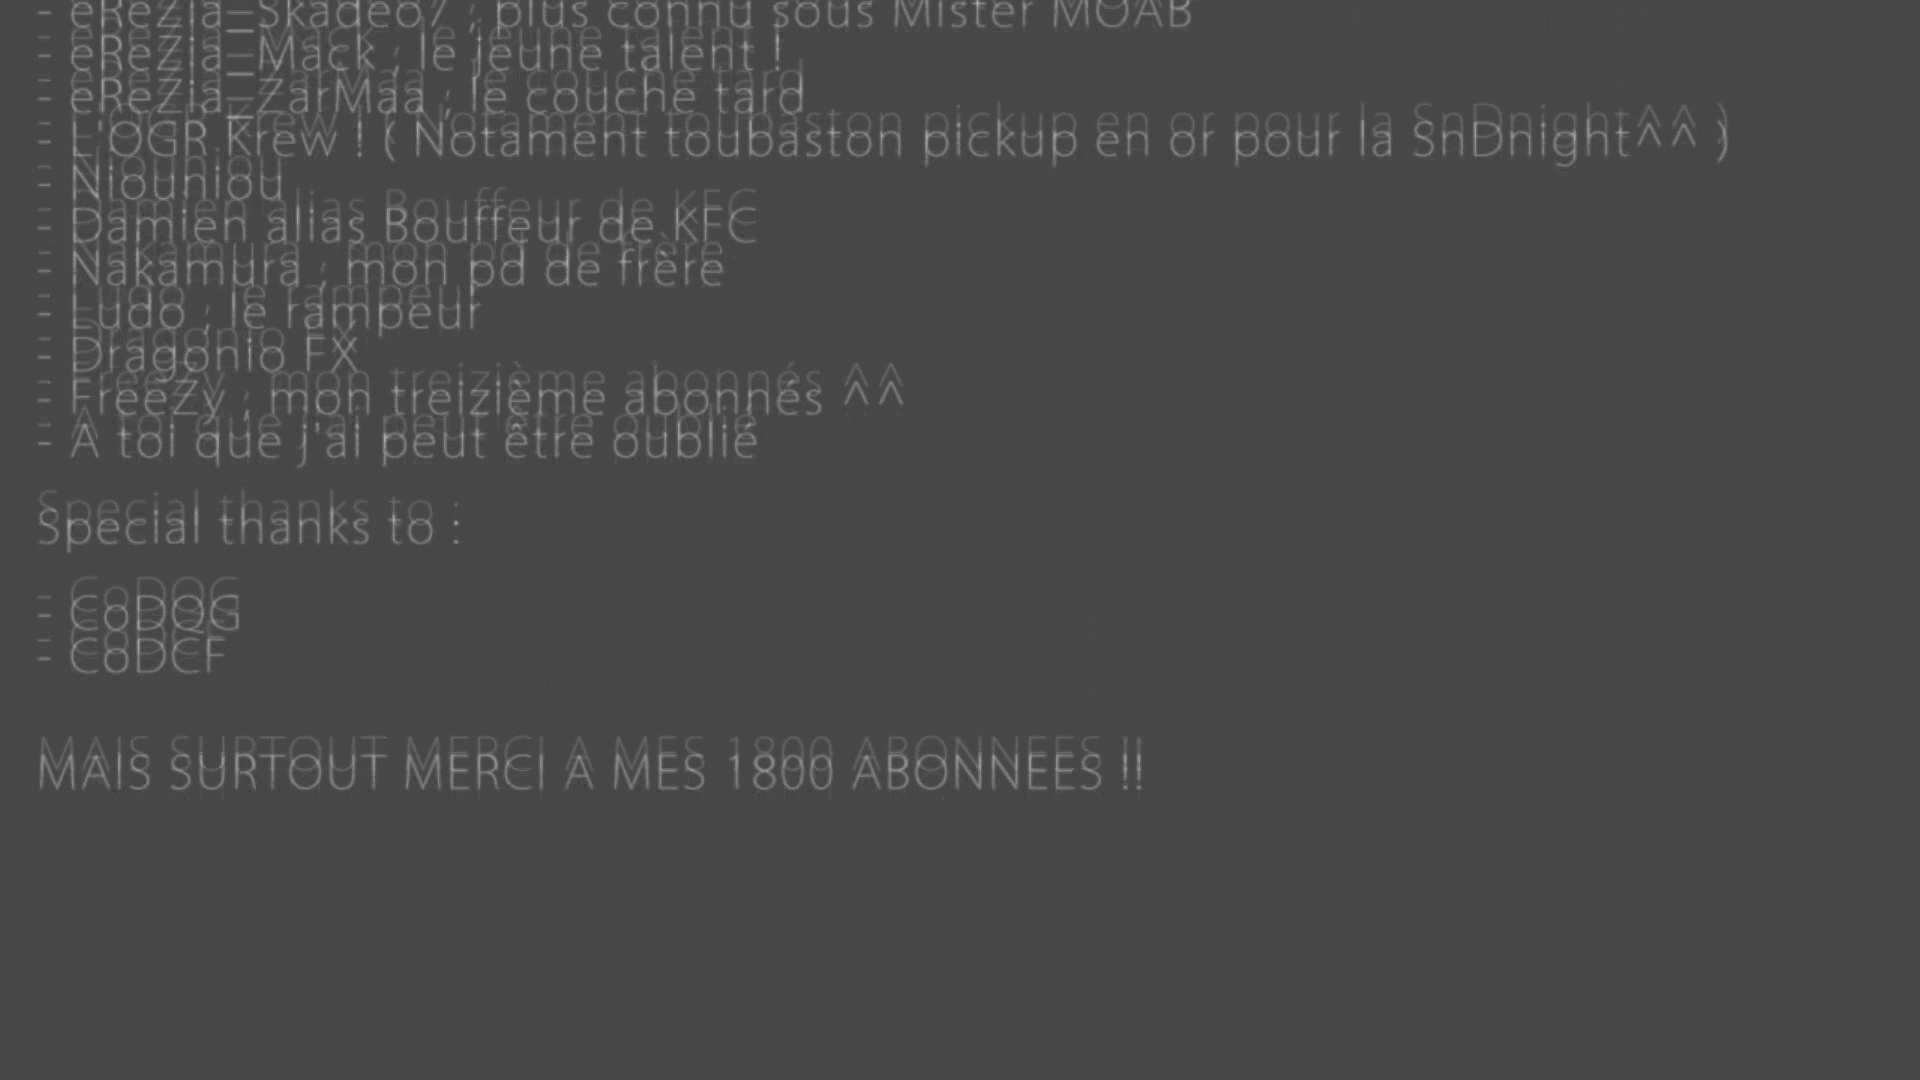 - eReZia_Skadeo7 , plus connu sous Mister MOAB
- eReZia_Mack , le jeune talent !
- eReZia_ZarMaa , le couche tard
- L'OGR Krew ! ( Notament toubaston pickup en or pour la SnDnight^^ )
- Niouniou
- Damien alias Bouffeur de KFC
- Nakamura , mon pd de frère
- Ludo , le rampeur
- Dragonio FX
- FreeZy , mon treizième abonnés ^^
- A toi que j'ai peut être oublié
Special thanks to :
- CoDQG
- CoDCF
MAIS SURTOUT MERCI A MES 1800 ABONNEES !!